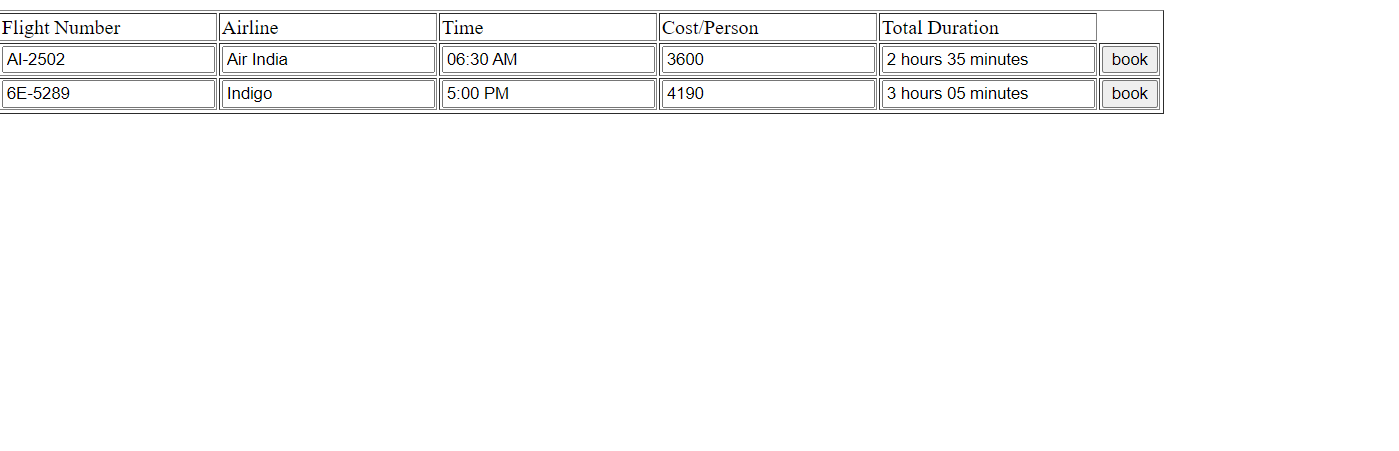 Flight Number Airline Time Cost/Person Total Duration
AI-2502 Air India 06:30 AM 3600 2 hours 35 minutes book
6E-5289 Indigo 5:00 PM 4190 3 hours 05 minutes book